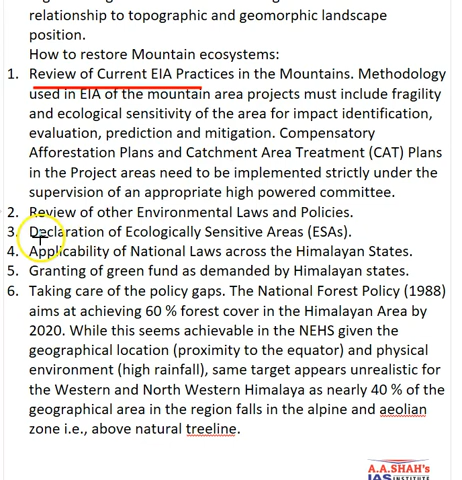 relationship to topographic and geomorphic landscape
position.
How to restore Mountain ecosystems:
1. Review of Current EIA Practices in the Mountains. Methodology
used in EIA of the mountain area projects must include fragility
and ecological sensitivity of the area for impact identification,
evaluation, prediction and mitigation. Compensatory
Afforestation Plans and Catchment Area Treatment (CAT) Plans
in the Project areas need to be implemented strictly under the
supervision of an appropriate high powered committee.
2. Review of other Environmental Laws and Policies.
3. Declaration of Ecologically Sensitive Areas (ESAs).
4. Applicability of National Laws across the Himalayan States.
5. Granting of green fund as demanded by Himalayan states.
6. Taking care of the policy gaps. The National Forest Policy (1988)
aims at achieving 60 % forest cover in the Himalayan Area by
2020. While this seems achievable in the NEHS given the
geographical location (proximity to the equator) and physical
environment (high rainfall), same target appears unrealistic for
the Western and North Western Himalaya as nearly 40 % of the
geographical area in the region falls in the alpine and aeolian
zone i.e., above natural treeline.
A.A.SHAH's
IAS INSTITUTE